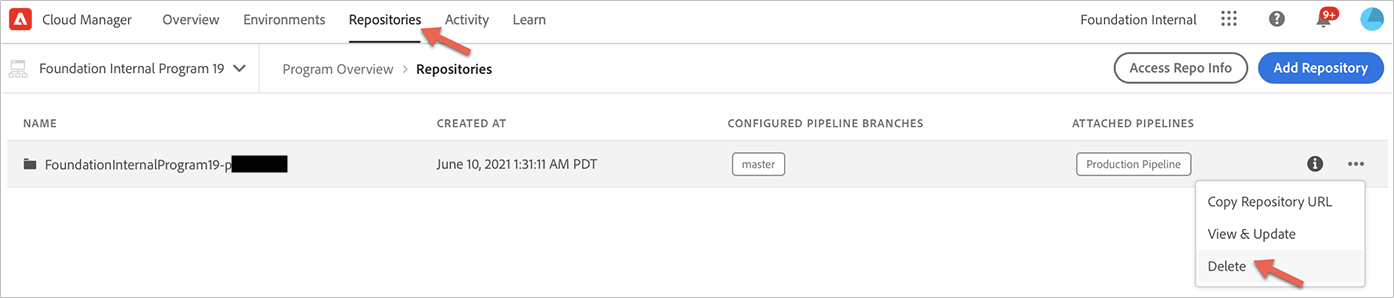 Cloud Manager Overview Environments Repositories Activity Learn Foundation Internal 9+
Foundation Internal Program 19 Program Overview > Repositories Access Repo Info Add Repository
NAME CREATED AT CONFIGURED PIPELINE BRANCHES ATTACHED PIPELINES
FoundationInternalProgram19-p June 10, 2021 1:31:11 AM PDT master Production Pipeline
Copy Repository URL
View & Update
Delete